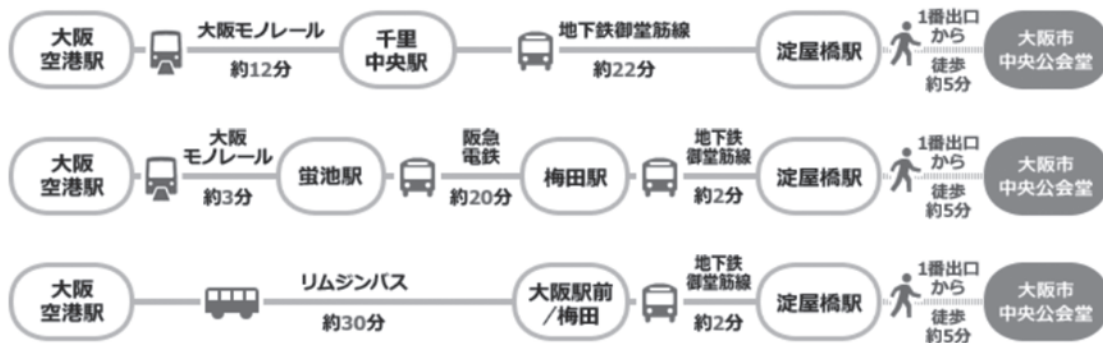 大阪
空港駅
大阪モノレール
約12分
千里
中央駅
地下鉄御堂筋線
約22分
淀屋橋駅
1番出口
から
徒歩
約5分
大阪市
中央公会堂
大阪
空港駅
大阪
モノレール
約3分
蛍池駅
阪急
電鉄
約20分
梅田駅
地下鉄
御堂筋線
約2分
淀屋橋駅
1番出口
から
徒歩
約5分
大阪市
中央公会堂
大阪
空港駅
リムジンバス
約30分
大阪駅前
/梅田
地下鉄
御堂筋線
約2分
淀屋橋駅
1番出口
から
徒歩
約5分
大阪市
中央公会堂